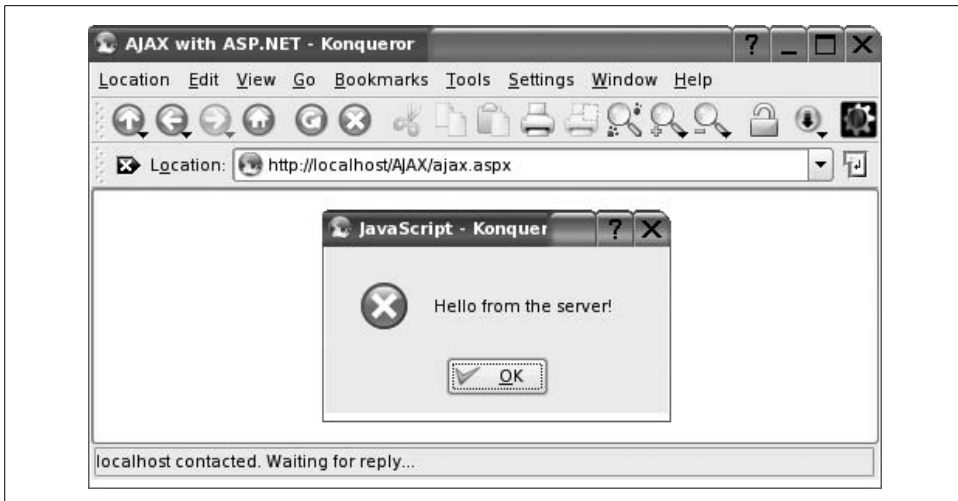 AJAX with ASP.NET - Konqueror
Location Edit View Go Bookmarks Tools Settings Window Help
Location: http://localhost/AJAX/ajax.aspx
JavaScript - Konquer
Hello from the server!
OK
localhost contacted. Waiting for reply...